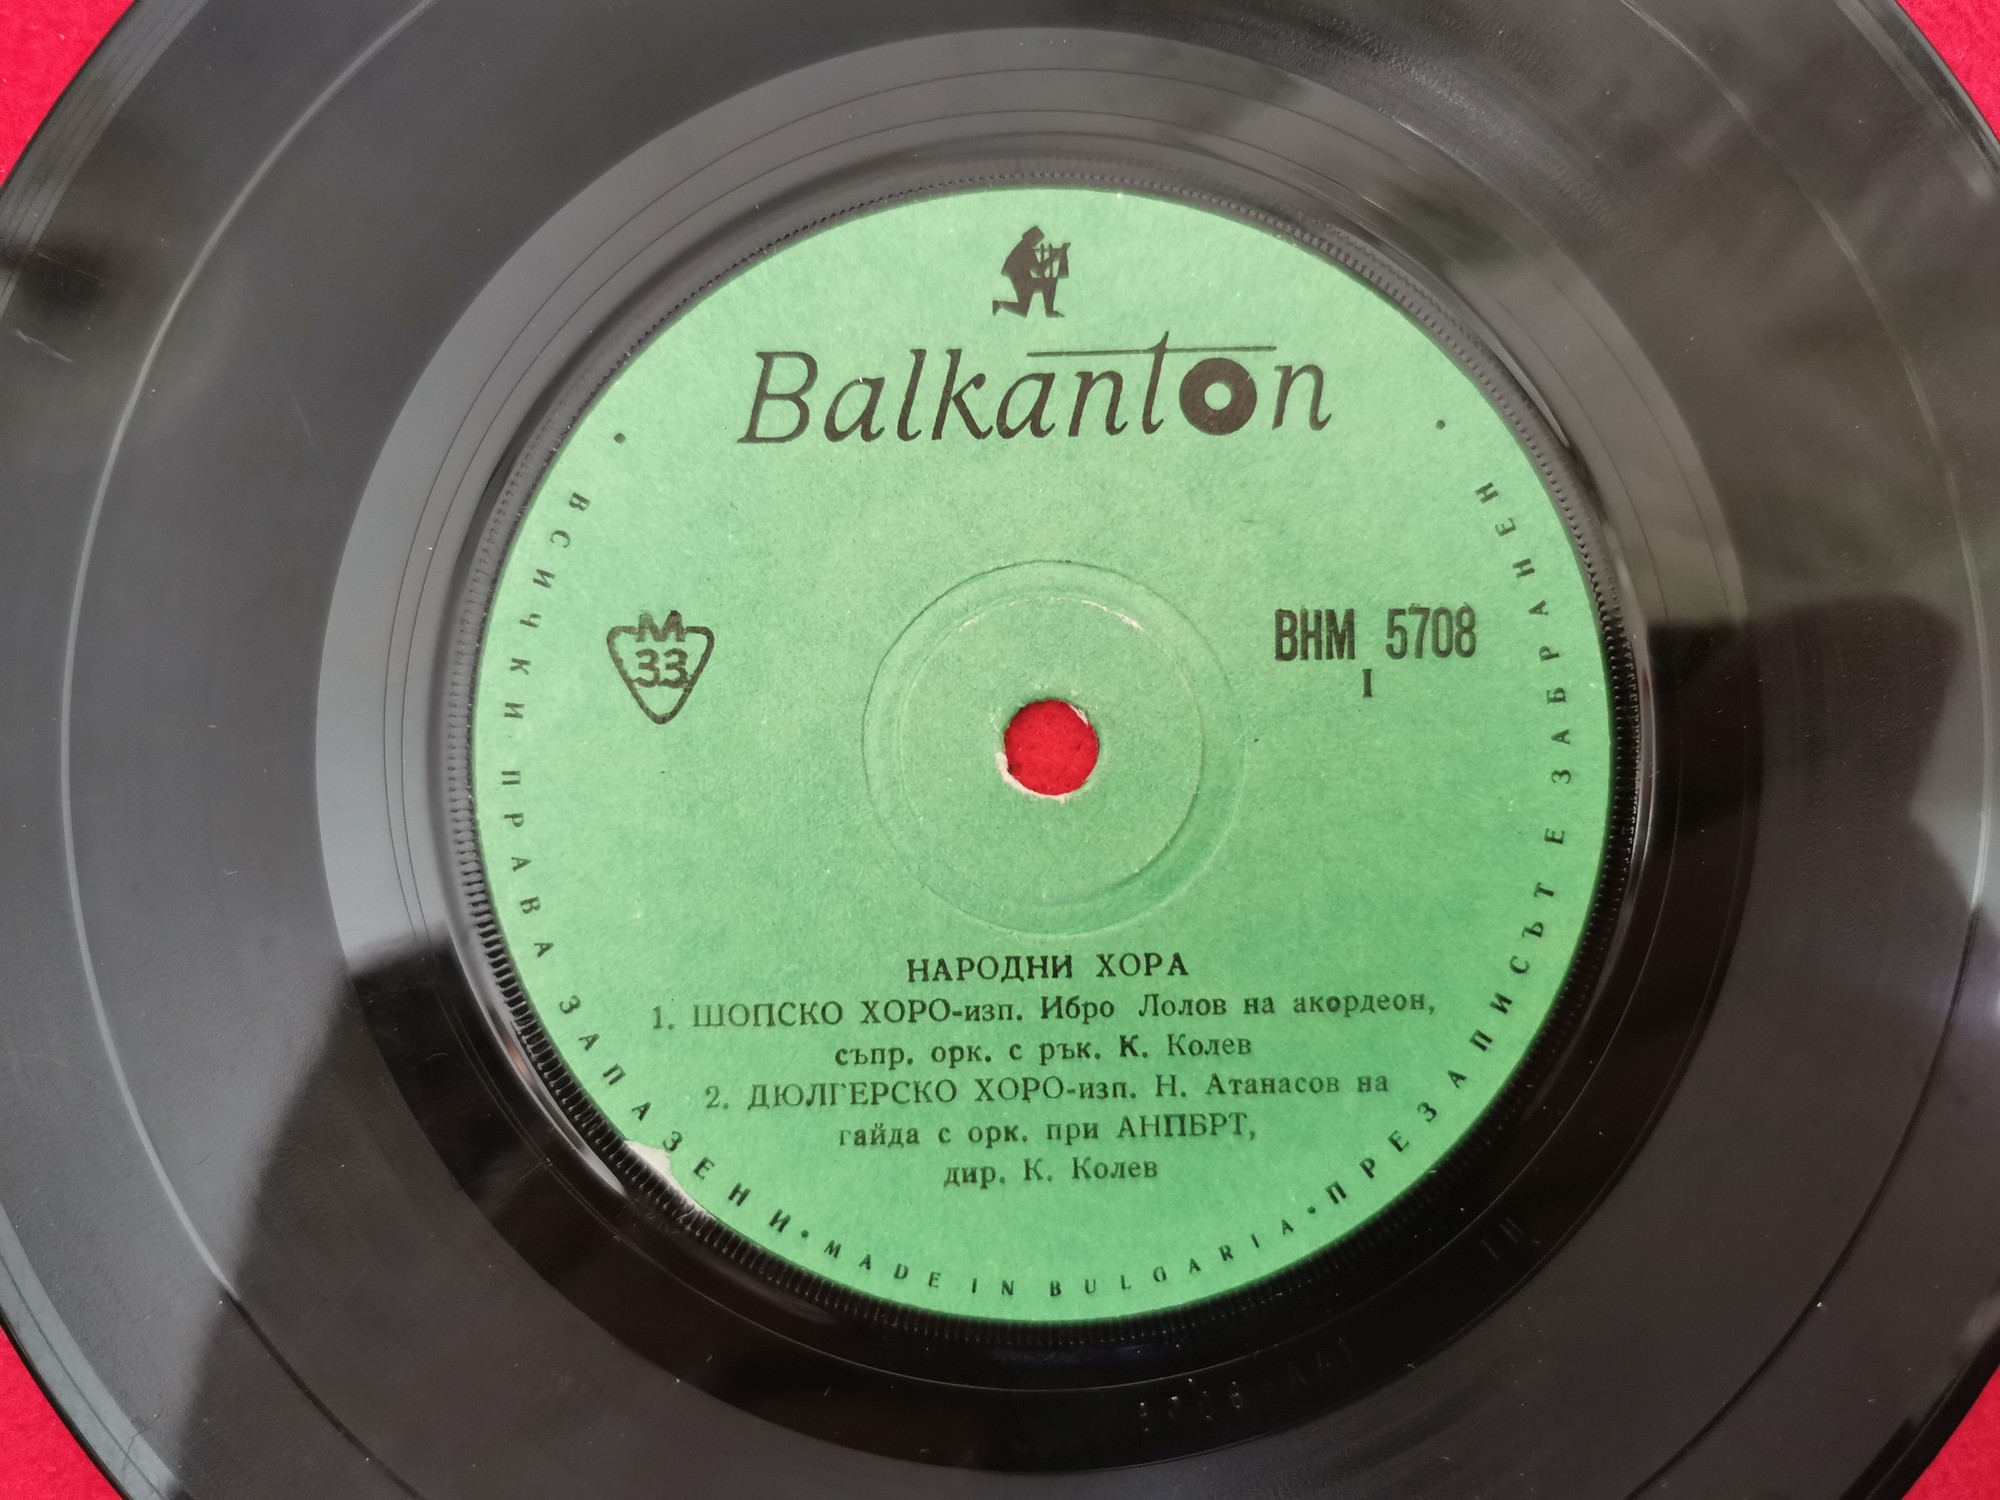 Balkanton
М
33
ВНМ 5708
I
НАРОДНИ ХОРА
1. ШОПСКО ХОРО-изп. Ибро Лолов на акордеон,
съпр. орк. с рък. К. Колев
2. ДЮЛГЕРСКО ХОРО-изп. Н. Атанасов на
гайда с орк. при АНПБРТ,
дир. К. Колев
• ВСИЧКИ ПРАВА ЗАПАЗЕНИ • MADE IN BULGARIA • ПРЕЗАПИСЪТ Е ЗАБРАНЕН •